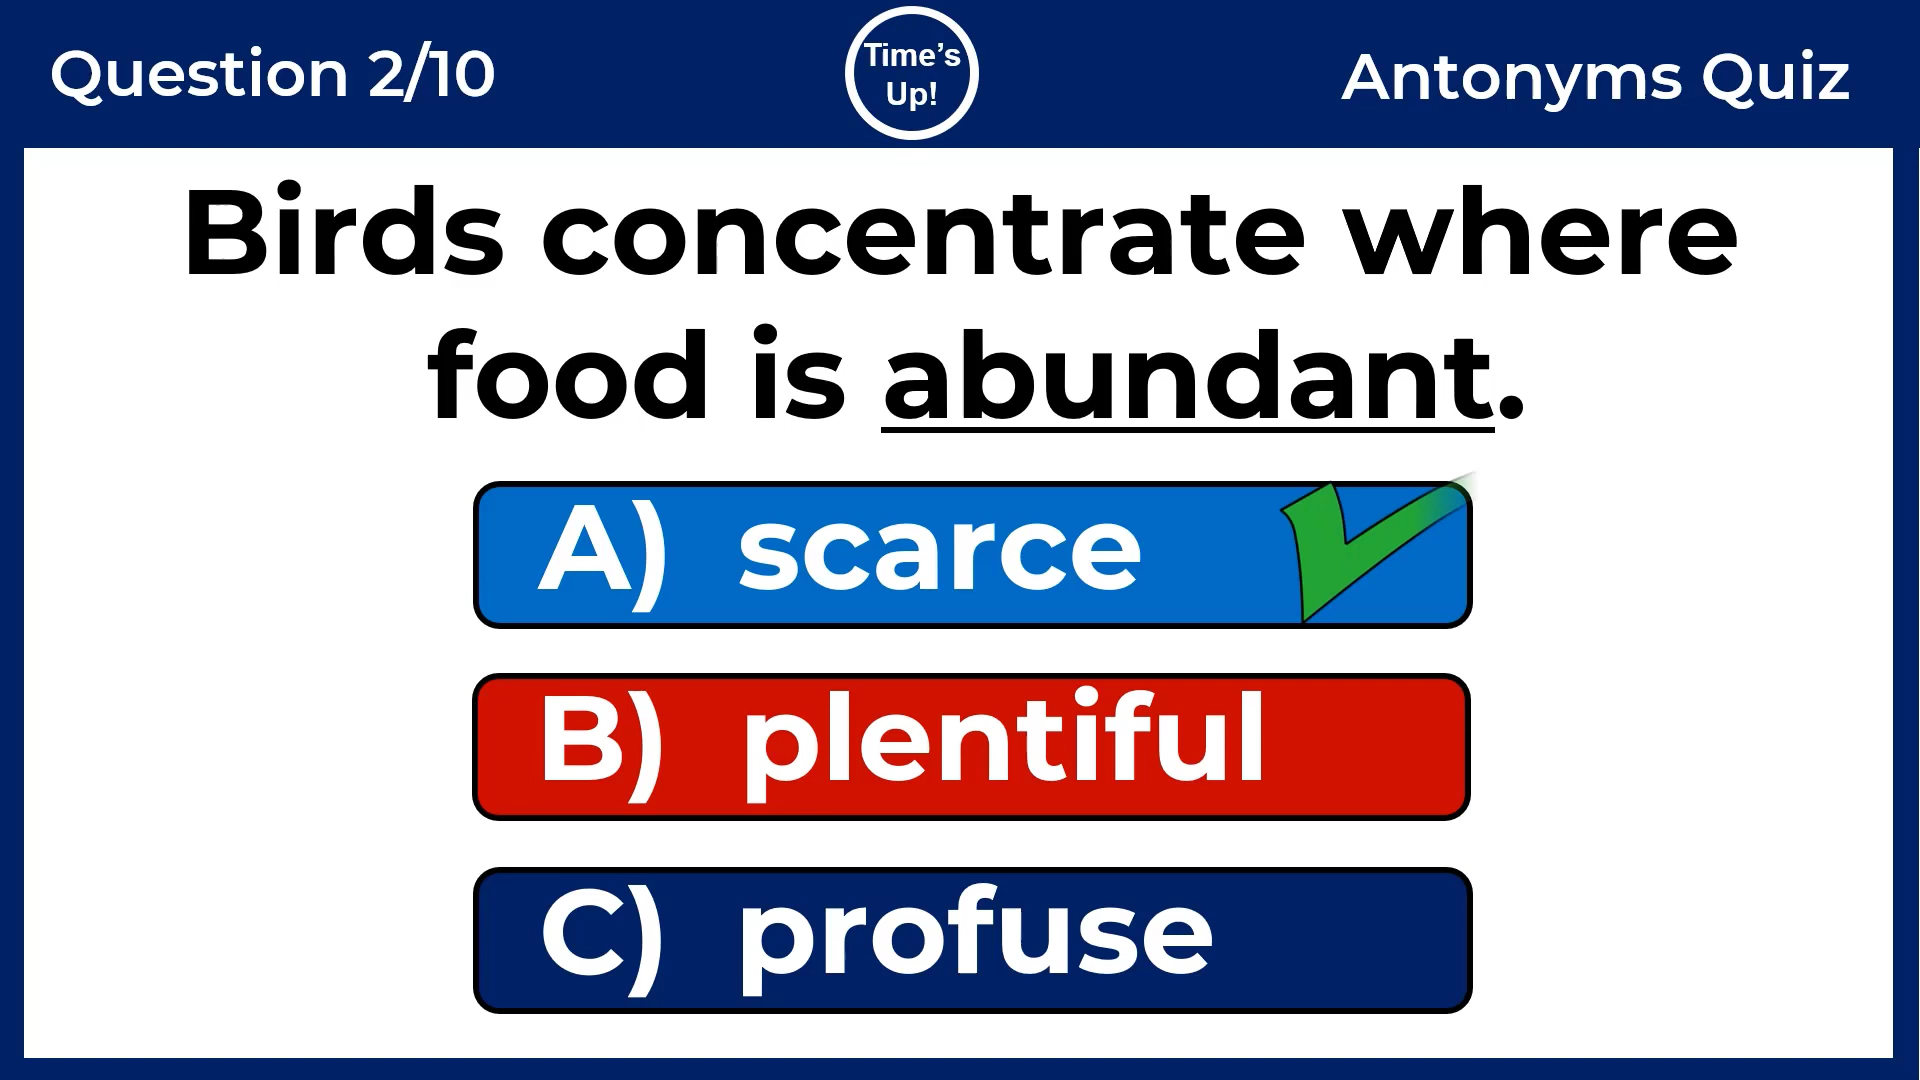 Question 2/10
Time's
Up!
Antonyms Quiz
Birds concentrate where
food is abundant.
A) scarce
B) plentiful
C) profuse